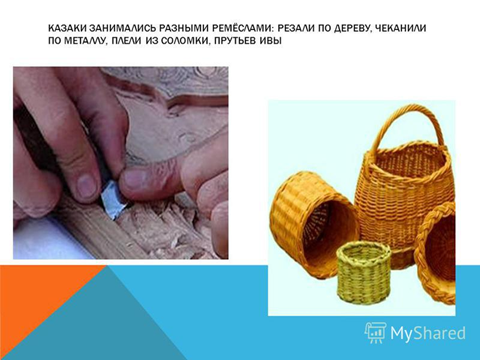 КАЗАКИ ЗАНИМАЛИСЬ РАЗНЫМИ РЕМЁСЛАМИ: РЕЗАЛИ ПО ДЕРЕВУ, ЧЕКАНИЛИ
ПО МЕТАЛЛУ, ПЛЕЛИ ИЗ СОЛОМКИ, ПРУТЬЕВ ИВЫ
MyShared